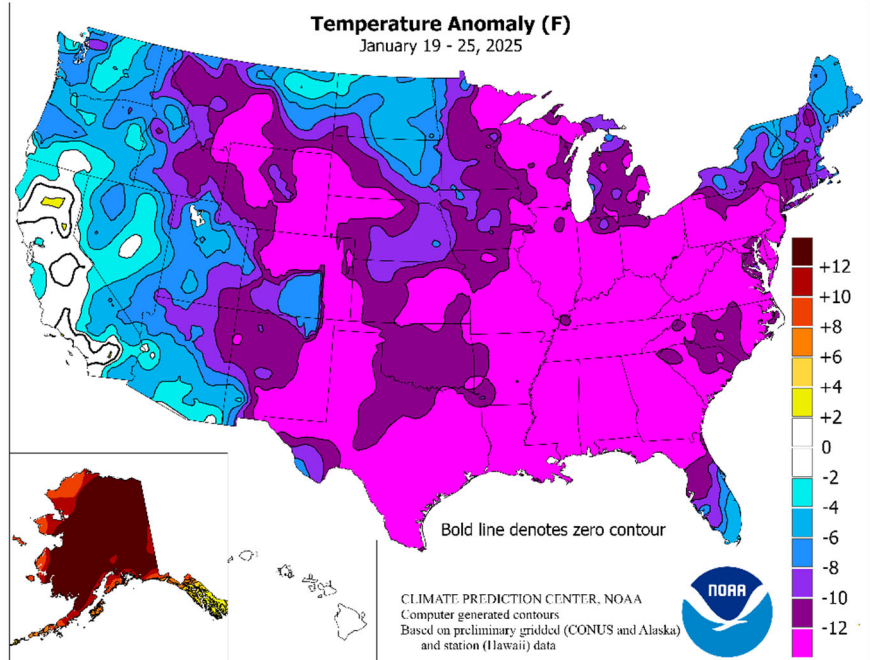 Temperature Anomaly (F)
January 19 - 25, 2025
+12
+10
+8
+6
+4
+2
0
-2
-4
-6
-8
-10
-12
Bold line denotes zero contour
CLIMATE PREDICTION CENTER, NOAA
Computer generated contours
Based on preliminary gridded (CONUS and Alaska)
and station (Hawaii) data
NOAA